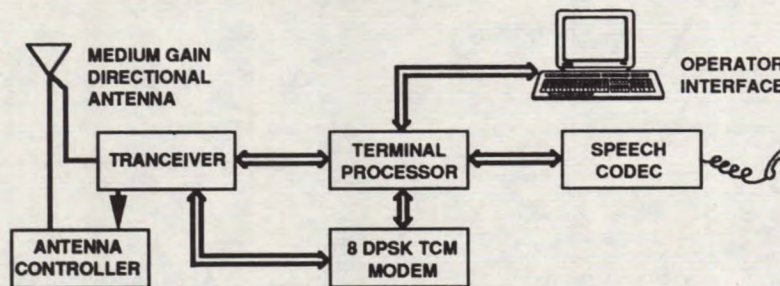 MEDIUM GAIN
DIRECTIONAL
ANTENNA
OPERATOR
INTERFACE
TRANCEIVER
TERMINAL
PROCESSOR
SPEECH
CODEC
ANTENNA
CONTROLLER
8 DPSK TCM
MODEM